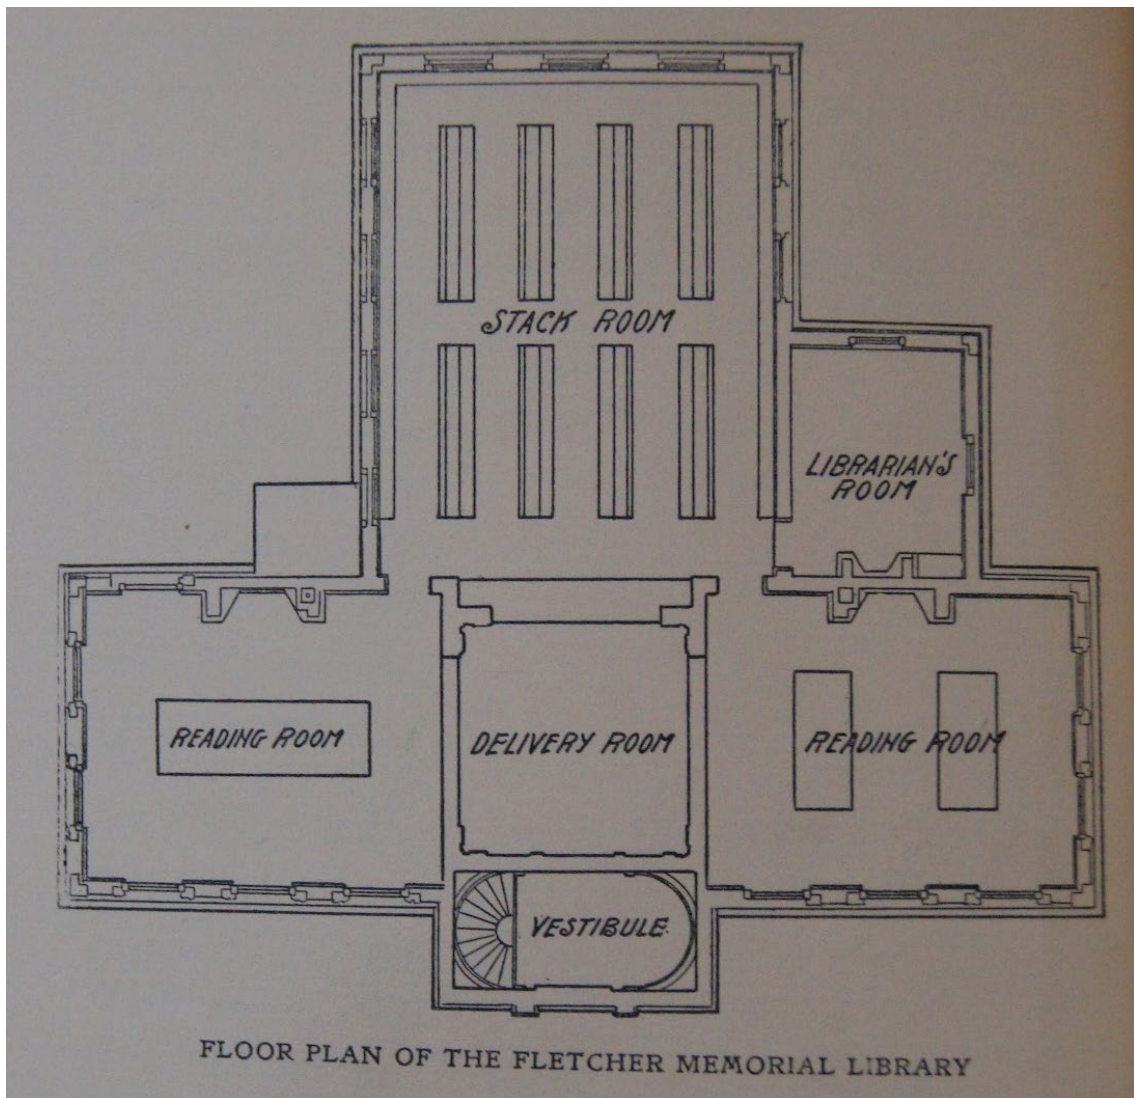 STACK ROOM
LIBRARIAN'S
ROOM
READING ROOM
DELIVERY ROOM
READING ROOM
VESTIBULE
FLOOR PLAN OF THE FLETCHER MEMORIAL LIBRARY